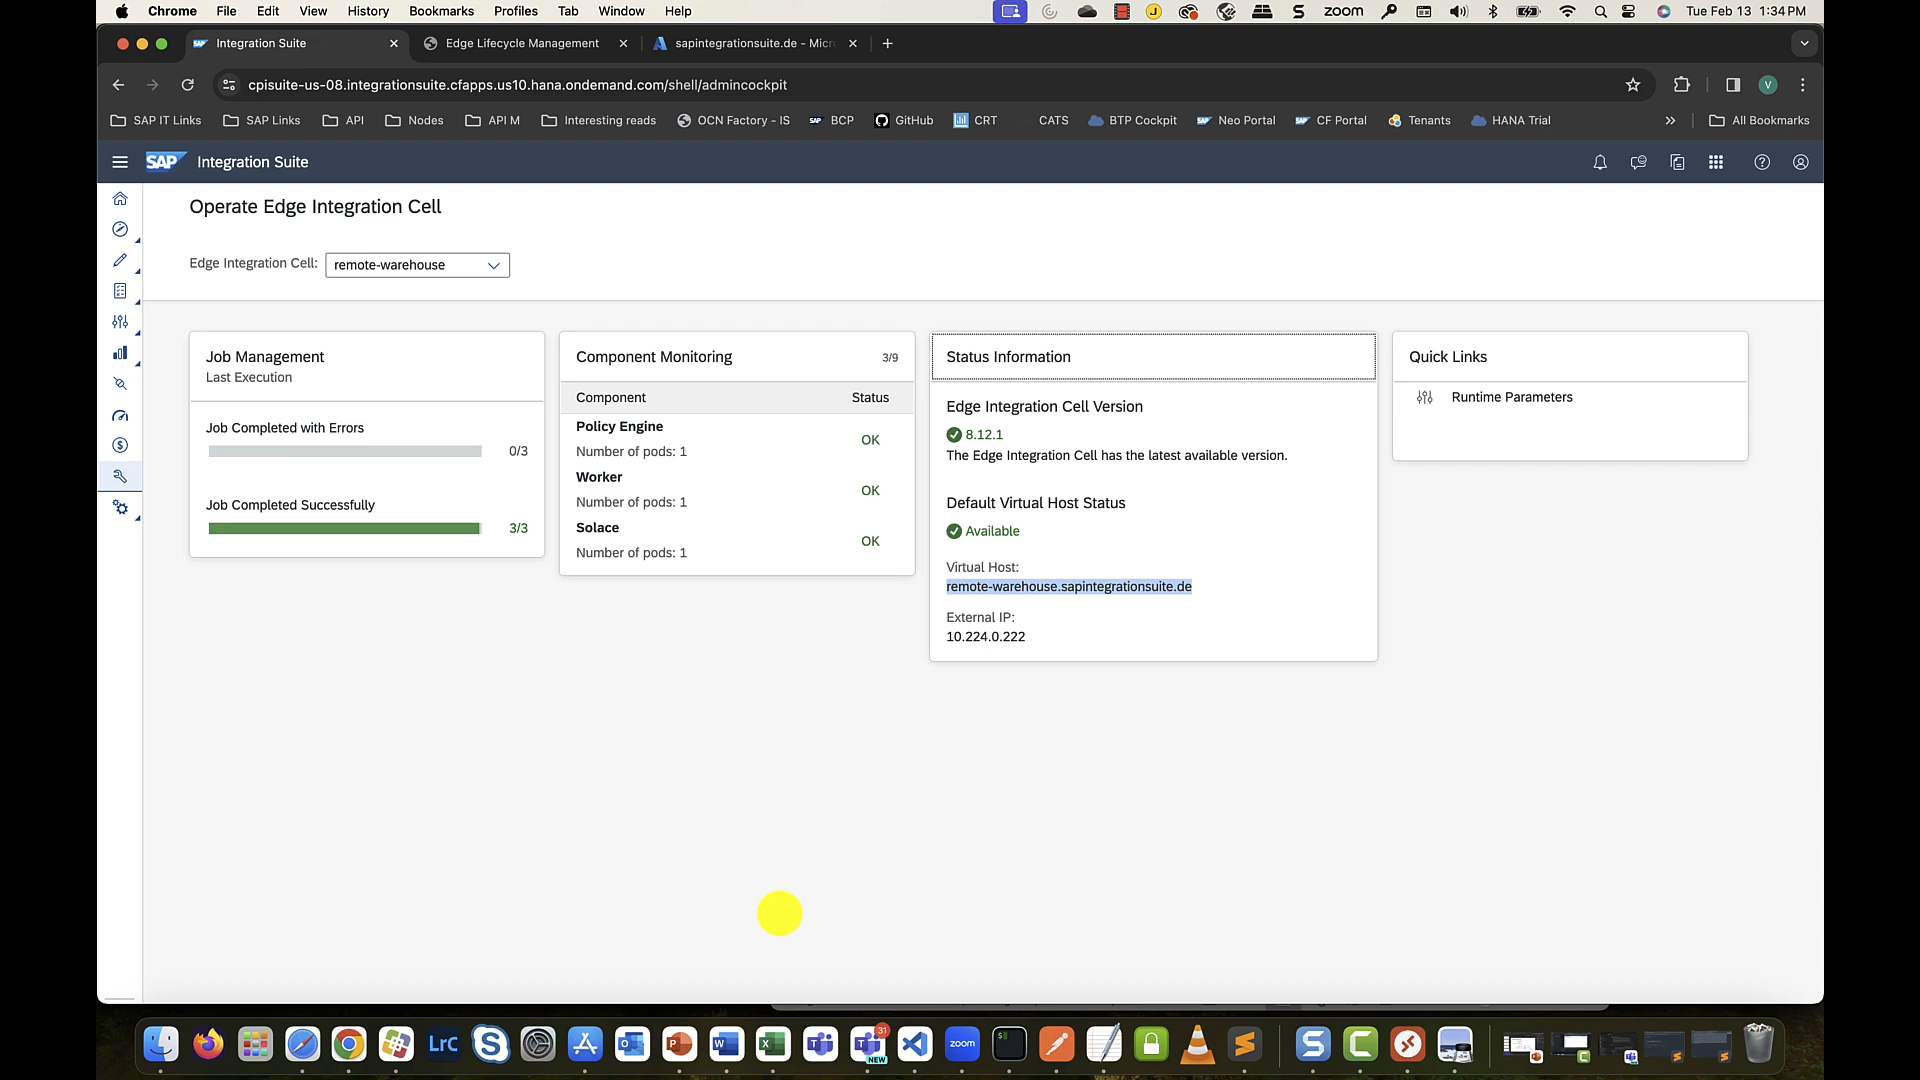 Chrome File Edit View History Bookmarks Profiles Tab Window Help
zoom Tue Feb 13 1:34 PM
Integration Suite
Edge Lifecycle Management
sapintegrationsuite.de - Micr
cpisuite-us-08.integrationsuite.cfapps.us10.hana.ondemand.com/shell/admincockpit
V
SAP IT Links SAP Links API Nodes API M Interesting reads OCN Factory - IS BCP GitHub CRT CATS BTP Cockpit Neo Portal CF Portal Tenants HANA Trial » All Bookmarks
SAP Integration Suite
Operate Edge Integration Cell
Edge Integration Cell: remote-warehouse
Job Management
Last Execution
Job Completed with Errors
0/3
Job Completed Successfully
3/3
Component Monitoring 3/9
Component Status
Policy Engine
Number of pods: 1
OK
Worker
Number of pods: 1
OK
Solace
Number of pods: 1
OK
Status Information
Edge Integration Cell Version
8.12.1
The Edge Integration Cell has the latest available version.
Default Virtual Host Status
Available
Virtual Host:
remote-warehouse.sapintegrationsuite.de
External IP:
10.224.0.222
Quick Links
Runtime Parameters
LrC
31
NEW
zoom